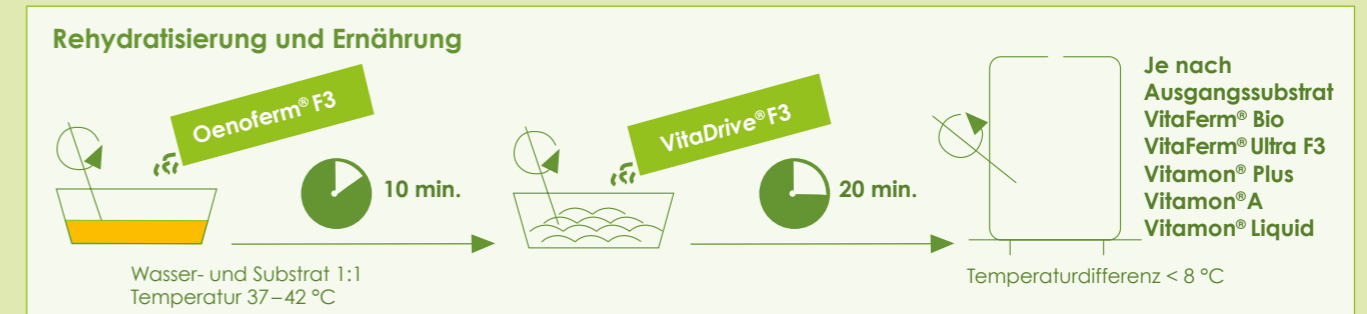 Rehydratisierung und Ernährung
Oenoferm® F3
10 min.
Wasser- und Substrat 1:1
Temperatur 37–42 °C
VitaDrive® F3
20 min.
Je nach
Ausgangssubstrat
VitaFerm® Bio
VitaFerm® Ultra F3
Vitamon® Plus
Vitamon® A
Vitamon® Liquid
Temperaturdifferenz < 8 °C